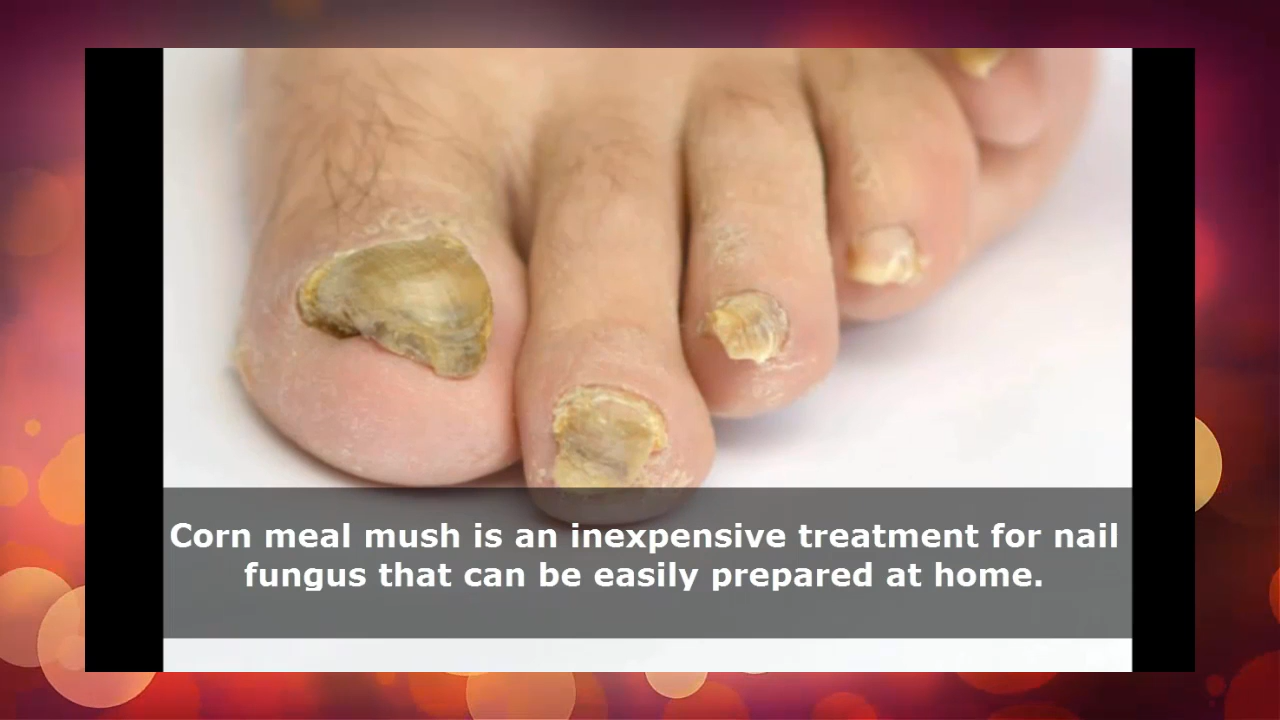 Corn meal mush is an inexpensive treatment for nail
fungus that can be easily prepared at home.